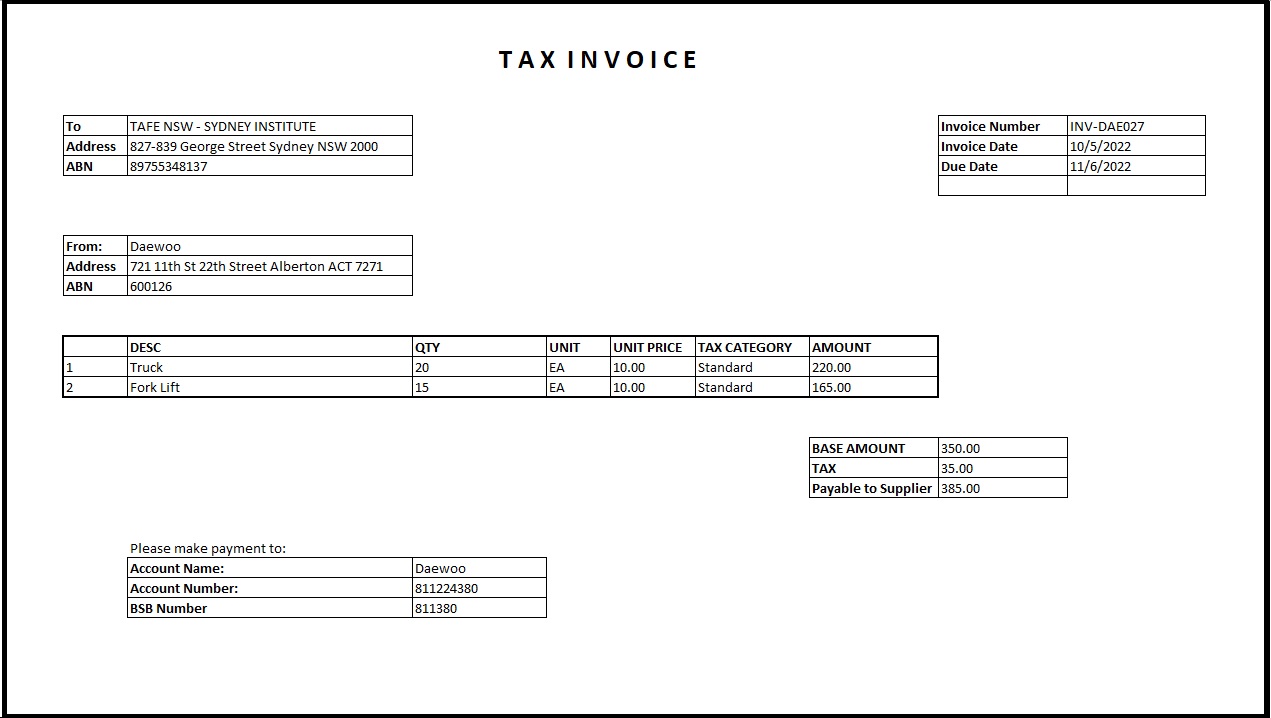 TAX INVOICE
To TAFE NSW - SYDNEY INSTITUTE
Address 827-839 George Street Sydney NSW 2000
ABN 89755348137
Invoice Number INV-DAE027
Invoice Date 10/5/2022
Due Date 11/6/2022
From: Daewoo
Address 721 11th St 22th Street Alberton ACT 7271
ABN 600126
DESC QTY UNIT UNIT PRICE TAX CATEGORY AMOUNT
1 Truck 20 EA 10.00 Standard 220.00
2 Fork Lift 15 EA 10.00 Standard 165.00
BASE AMOUNT 350.00
TAX 35.00
Payable to Supplier 385.00
Please make payment to:
Account Name: Daewoo
Account Number: 811224380
BSB Number 811380